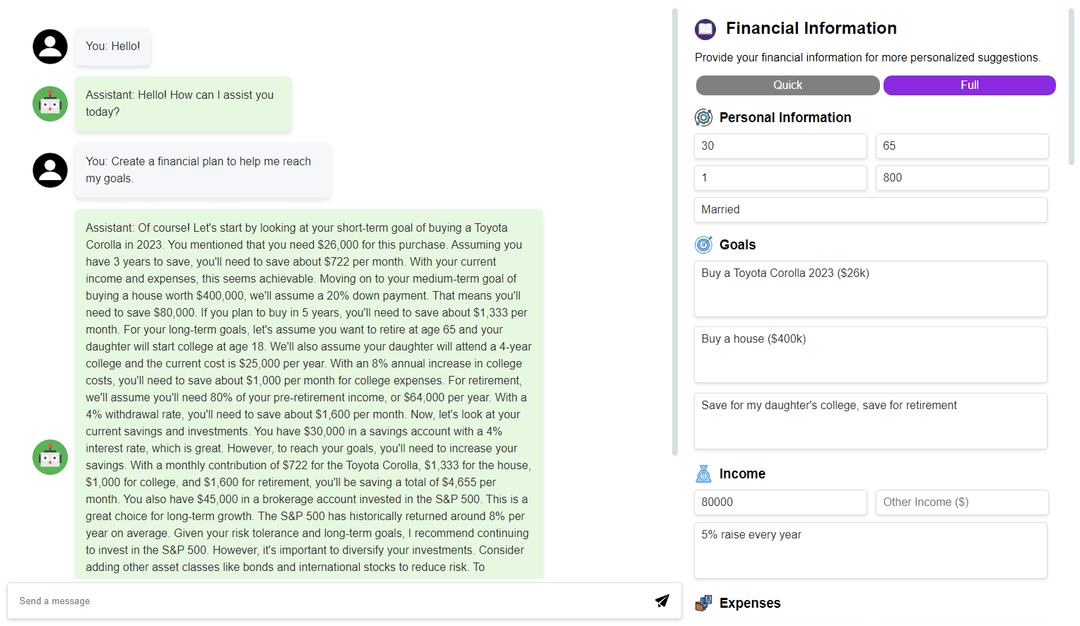 You: Hello!
Assistant: Hello! How can I assist you
today?
You: Create a financial plan to help me reach
my goals.
Assistant: Of course! Let's start by looking at your short-term goal of buying a Toyota
Corolla in 2023. You mentioned that you need $26,000 for this purchase. Assuming you
have 3 years to save, you'll need to save about $722 per month. With your current
income and expenses, this seems achievable. Moving on to your medium-term goal of
buying a house worth $400,000, we'll assume a 20% down payment. That means you'll
need to save $80,000. If you plan to buy in 5 years, you'll need to save about $1,333 per
month. For your long-term goals, let's assume you want to retire at age 65 and your
daughter will start college at age 18. We'll also assume your daughter will attend a 4-year
college and the current cost is $25,000 per year. With an 8% annual increase in college
costs, you'll need to save about $1,000 per month for college expenses. For retirement,
we'll assume you'll need 80% of your pre-retirement income, or $64,000 per year. With a
4% withdrawal rate, you'll need to save about $1,600 per month. Now, let's look at your
current savings and investments. You have $30,000 in a savings account with a 4%
interest rate, which is great. However, to reach your goals, you'll need to increase your
savings. With a monthly contribution of $722 for the Toyota Corolla, $1,333 for the house,
$1,000 for college, and $1,600 for retirement, you'll be saving a total of $4,655 per
month. You also have $45,000 in a brokerage account invested in the S&P 500. This is a
great choice for long-term growth. The S&P 500 has historically returned around 8% per
year on average. Given your risk tolerance and long-term goals, I recommend continuing
to invest in the S&P 500. However, it's important to diversify your investments. Consider
adding other asset classes like bonds and international stocks to reduce risk. To
Send a message
Financial Information
Provide your financial information for more personalized suggestions.
Quick
Full
Personal Information
30
65
1
800
Married
Goals
Buy a Toyota Corolla 2023 ($26k)
Buy a house ($400k)
Save for my daughter's college, save for retirement
Income
80000
Other Income ($)
5% raise every year
Expenses